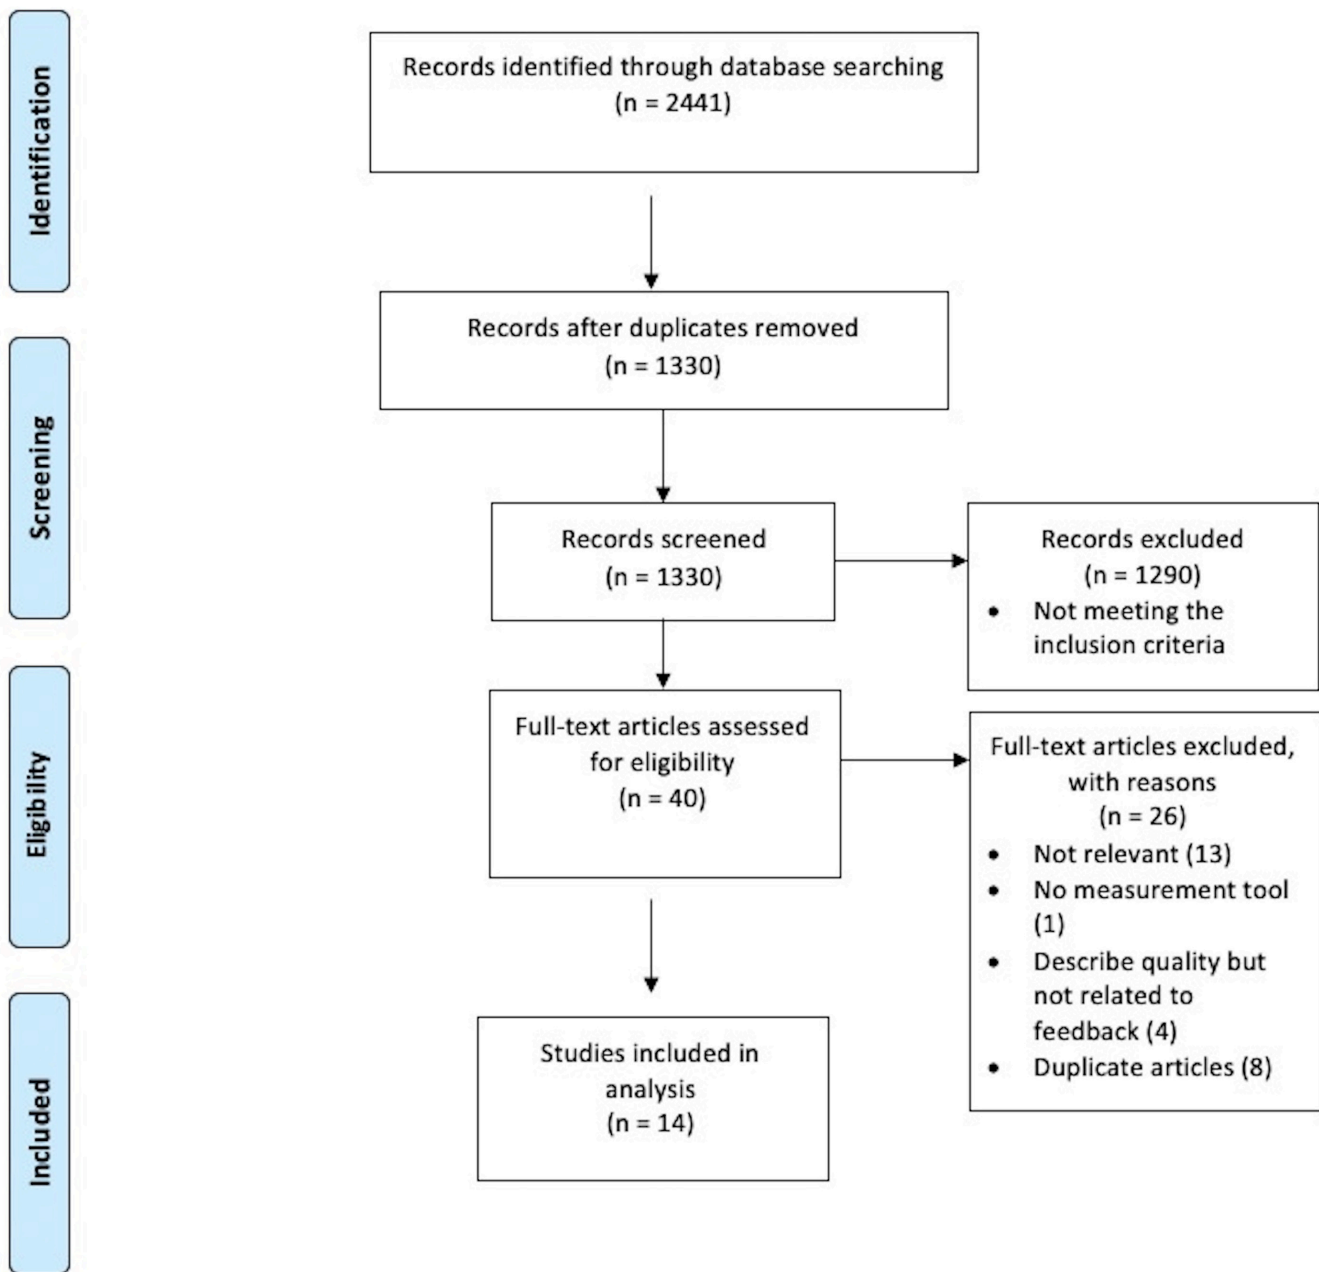 Identification
Records identified through database searching
(n = 2441)
Records after duplicates removed
(n = 1330)
Screening
Records screened
(n = 1330)
Records excluded
(n = 1290)
• Not meeting the
inclusion criteria
Eligibility
Full-text articles assessed
for eligibility
(n = 40)
Full-text articles excluded,
with reasons
(n = 26)
• Not relevant (13)
• No measurement tool
(1)
• Describe quality but
not related to
feedback (4)
• Duplicate articles (8)
Included
Studies included in
analysis
(n = 14)